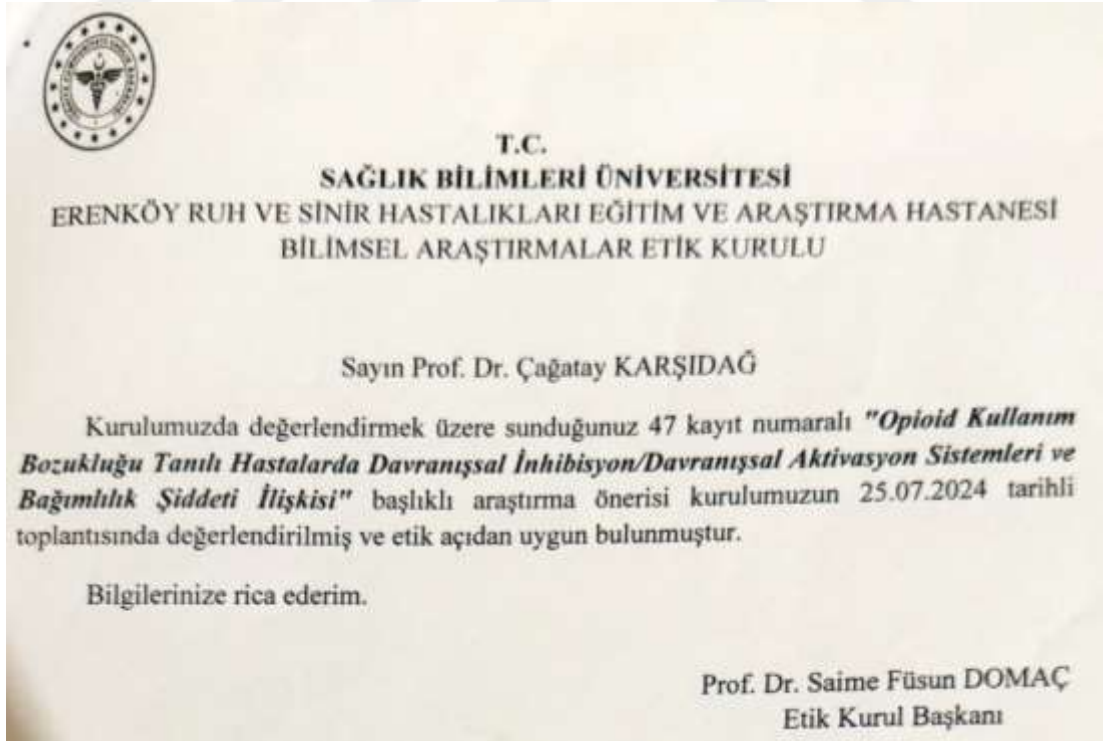 T.C.
SAĞLIK BİLİMLERİ ÜNİVERSİTESİ
ERENKÖY RUH VE SİNİR HASTALIKLARI EĞİTİM VE ARAŞTIRMA HASTANESİ
BİLİMSEL ARAŞTIRMALAR ETİK KURULU
Sayın Prof. Dr. Çağatay KARŞIDAĞ
Kurulumuzda değerlendirmek üzere sunduğunuz 47 kayıt numaralı "Opioid Kullanım
Bozukluğu Tanılı Hastalarda Davranışsal İnhibisyon/Davranışsal Aktivasyon Sistemleri ve
Bağımlılık Şiddeti İlişkisi" başlıklı araştırma önerisi kurulumuzun 25.07.2024 tarihli
toplantısında değerlendirilmiş ve etik açıdan uygun bulunmuştur.
Bilgilerinize rica ederim.
Prof. Dr. Saime Füsun DOMAÇ
Etik Kurul Başkanı